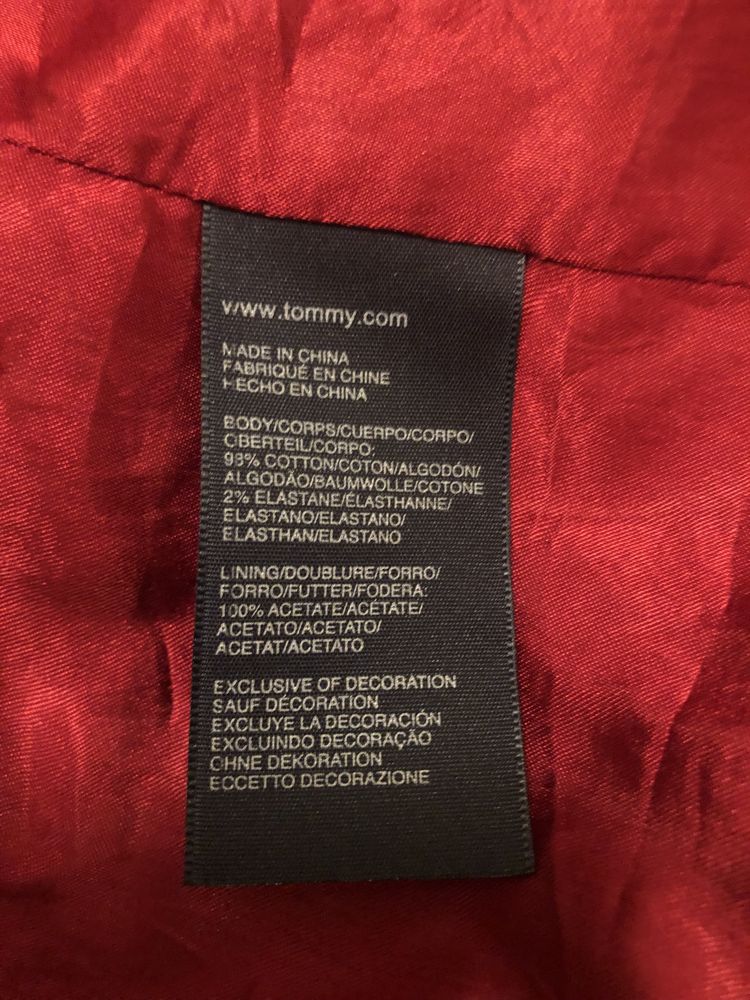 www.tommy.com
MADE IN CHINA
FABRIQUÉ EN CHINE
HECHO EN CHINA
BODY/CORPS/CUERPO/CORPO/
OBERTEIL/CORPO:
98% COTTON/COTON/ALGODÓN/
ALGODÃO/BAUMWOLLE/COTONE
2% ELASTANE/ÉLASTHANNE/
ELASTANO/ELASTANO/
ELASTHAN/ELASTANO
LINING/DOUBLURE/FORRO/
FORRO/FUTTER/FODERA:
100% ACETATE/ACÉTATE/
ACETATO/ACETATO/
ACETAT/ACETATO
EXCLUSIVE OF DECORATION
SAUF DÉCORATION
EXCLUYE LA DECORACIÓN
EXCLUINDO DECORAÇÃO
OHNE DEKORATION
ECCETTO DECORAZIONE